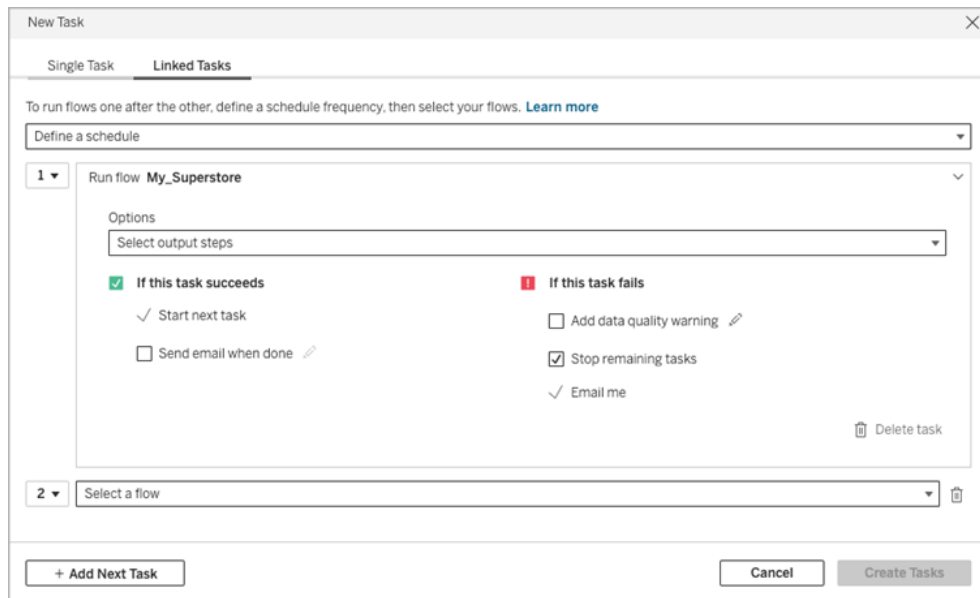 New Task
Single Task Linked Tasks
To run flows one after the other, define a schedule frequency, then select your flows. Learn more
Define a schedule
1 Run flow My_Superstore
Options
Select output steps
If this task succeeds If this task fails
Start next task Add data quality warning
Send email when done Stop remaining tasks
Email me
Delete task
2 Select a flow
+ Add Next Task Cancel Create Tasks